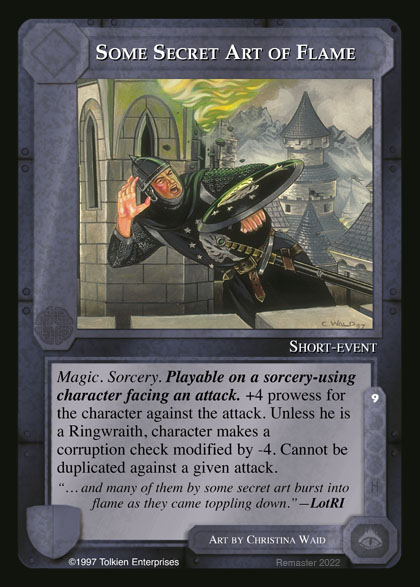 Some Secret Art of Flame
C. WALD 97
Short-event
Magic. Sorcery. Playable on a sorcery-using
character facing an attack. +4 prowess for
the character against the attack. Unless he is
a Ringwraith, character makes a
corruption check modified by -4. Cannot be
duplicated against a given attack.
“… and many of them by some secret art burst into
flame as they came toppling down.”—LotRI
9
H
Art by Christina Waid
©1997 Tolkien Enterprises
Remaster 2022